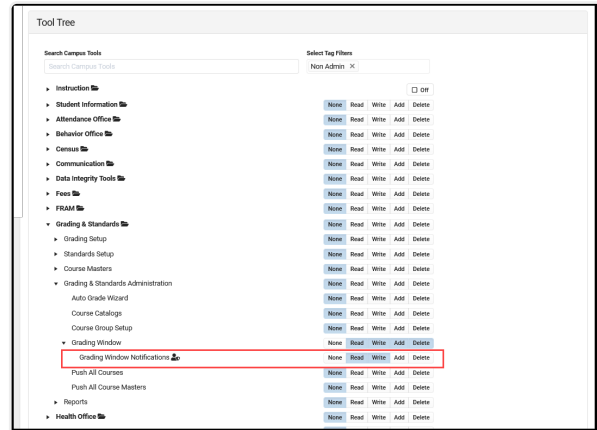 Tool Tree
Search Campus Tools Select Tag Filters
Search Campus Tools Non Admin ×
Instruction Off
Student Information None Read Write Add Delete
Attendance Office None Read Write Add Delete
Behavior Office None Read Write Add Delete
Census None Read Write Add Delete
Communication None Read Write Add Delete
Data Integrity Tools None Read Write Add Delete
Fees None Read Write Add Delete
FRAM None Read Write Add Delete
Grading & Standards None Read Write Add Delete
Grading Setup None Read Write Add Delete
Standards Setup None Read Write Add Delete
Course Masters None Read Write Add Delete
Grading & Standards Administration None Read Write Add Delete
Auto Grade Wizard None Read Write Add Delete
Course Catalogs None Read Write Add Delete
Course Group Setup None Read Write Add Delete
Grading Window None Read Write Add Delete
Grading Window Notifications None Read Write Add Delete
Push All Courses None Read Write Add Delete
Push All Course Masters None Read Write Add Delete
Reports None Read Write Add Delete
Health Office None Read Write Add Delete